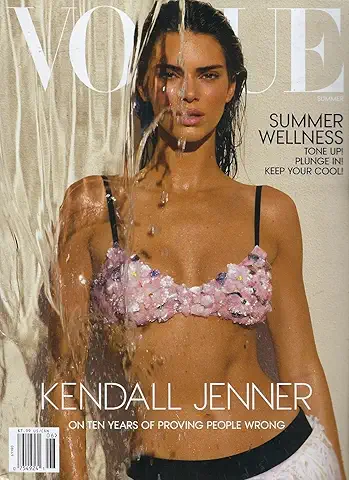 VOGUE
SUMMER
SUMMER
WELLNESS
TONE UP!
PLUNGE IN!
KEEP YOUR COOL!
KENDALL JENNER
ON TEN YEARS OF PROVING PEOPLE WRONG